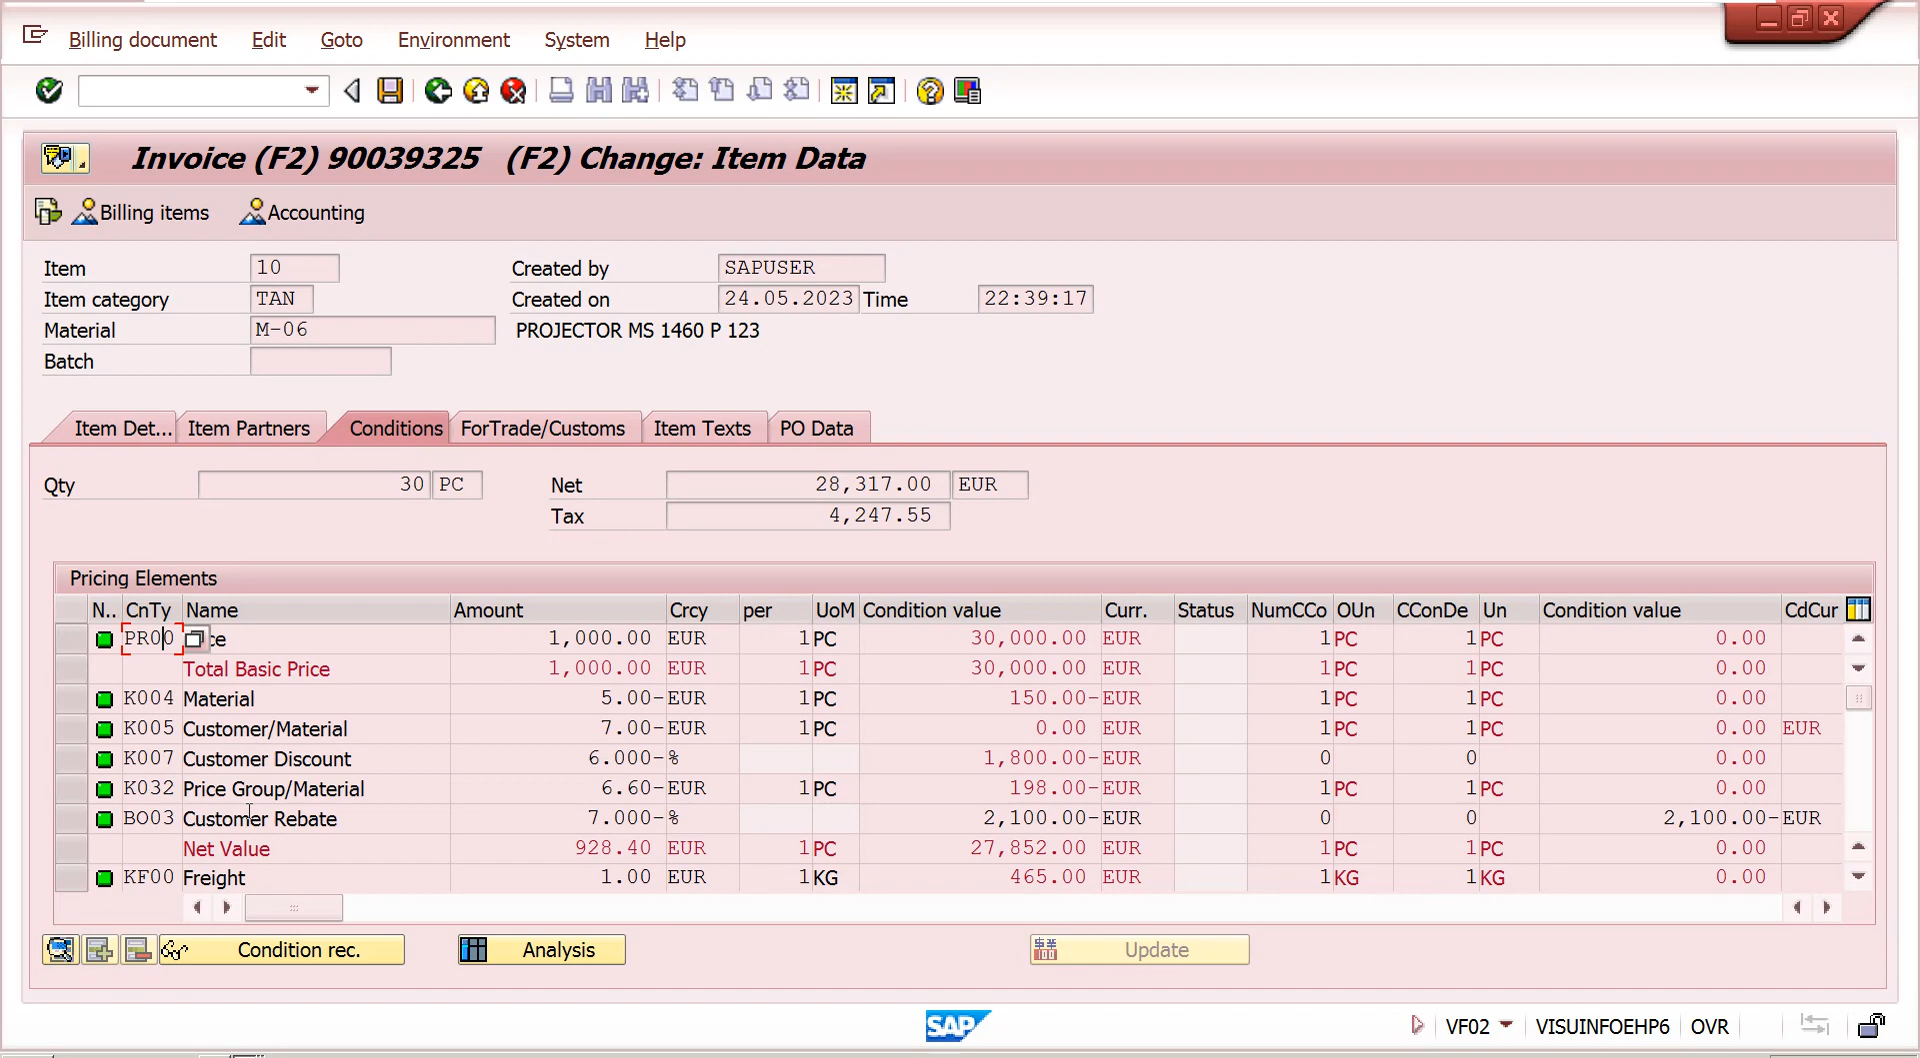 Billing document Edit Goto Environment System Help
Invoice (F2) 90039325 (F2) Change: Item Data
Billing items Accounting
Item 10 Created by SAPUSER
Item category TAN Created on 24.05.2023 Time 22:39:17
Material M-06 PROJECTOR MS 1460 P 123
Batch
Item Det... Item Partners Conditions ForTrade/Customs Item Texts PO Data
Qty 30 PC Net 28,317.00 EUR
Tax 4,247.55
Pricing Elements
N.. CnTy Name Amount Crcy per UoM Condition value Curr. Status NumCCo OUn CConDe Un Condition value CdCur
PR00 ce 1,000.00 EUR 1 PC 30,000.00 EUR 1 PC 1 PC 0.00
Total Basic Price 1,000.00 EUR 1 PC 30,000.00 EUR 1 PC 1 PC 0.00
K004 Material 5.00- EUR 1 PC 150.00- EUR 1 PC 1 PC 0.00
K005 Customer/Material 7.00- EUR 1 PC 0.00 EUR 1 PC 1 PC 0.00 EUR
K007 Customer Discount 6.000- % 1,800.00- EUR 0 0 0.00
K032 Price Group/Material 6.60- EUR 1 PC 198.00- EUR 1 PC 1 PC 0.00
BO03 Customer Rebate 7.000- % 2,100.00- EUR 0 0 2,100.00- EUR
Net Value 928.40 EUR 1 PC 27,852.00 EUR 1 PC 1 PC 0.00
KF00 Freight 1.00 EUR 1 KG 465.00 EUR 1 KG 1 KG 0.00
Condition rec. Analysis Update
SAP VF02 VISUINFOEHP6 OVR